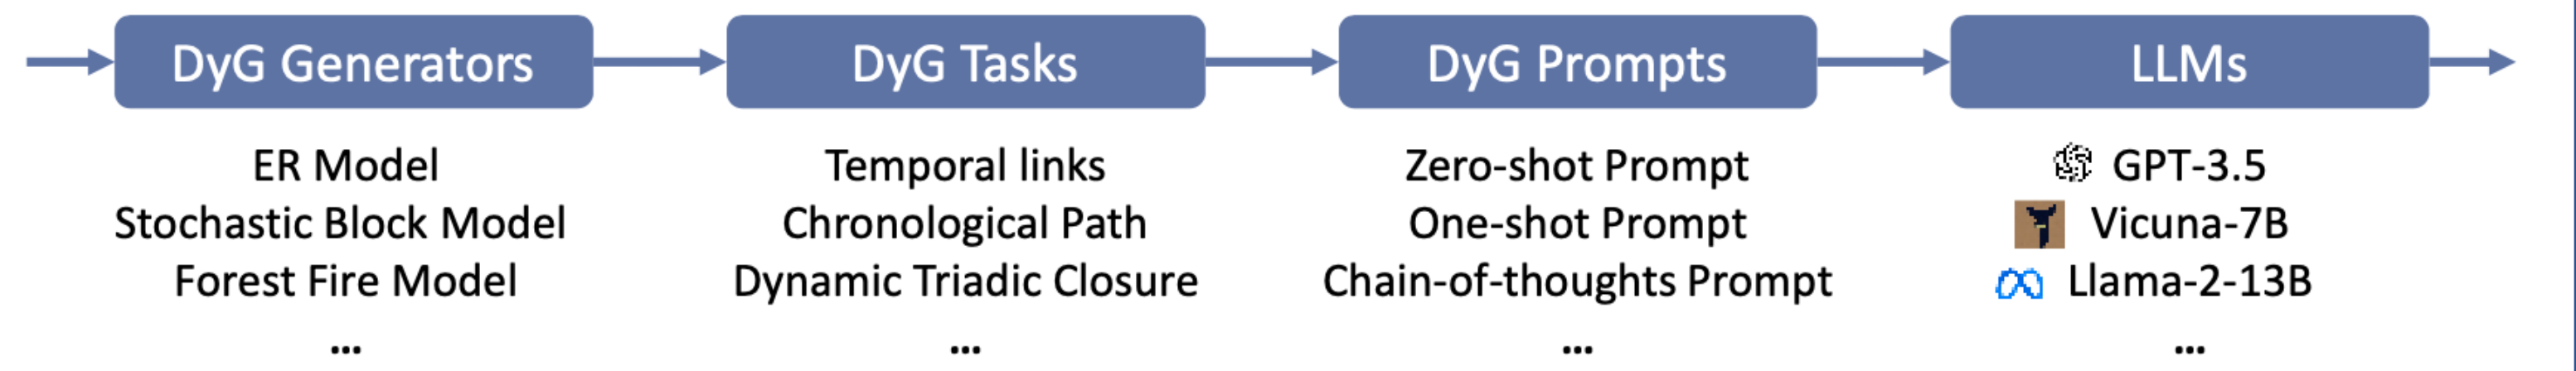 DyG Generators
ER Model
Stochastic Block Model
Forest Fire Model
...
DyG Tasks
Temporal links
Chronological Path
Dynamic Triadic Closure
...
DyG Prompts
Zero-shot Prompt
One-shot Prompt
Chain-of-thoughts Prompt
...
LLMs
GPT-3.5
Vicuna-7B
Llama-2-13B
...